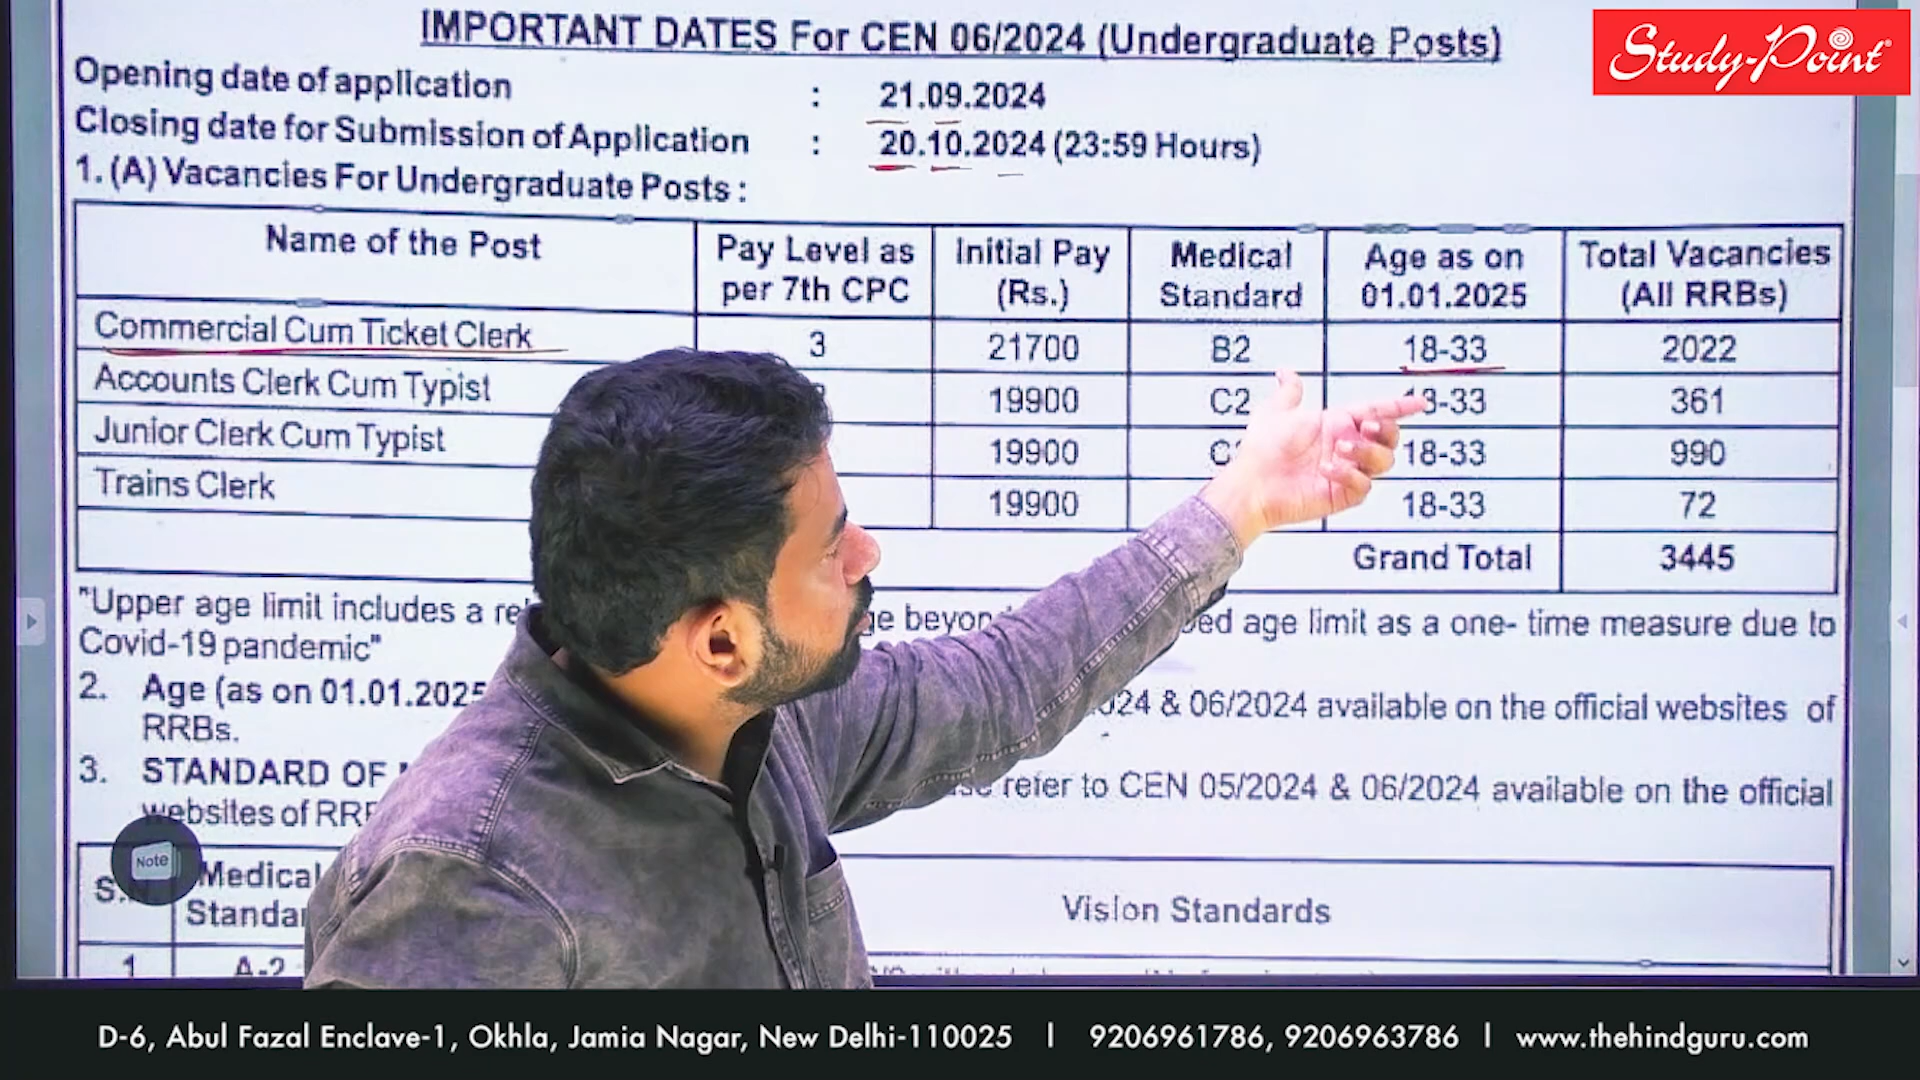 IMPORTANT DATES For CEN 06/2024 (Undergraduate Posts)
Study-Point
Opening date of application : 21.09.2024
Closing date for Submission of Application : 20.10.2024 (23:59 Hours)
1. (A) Vacancies For Undergraduate Posts :
Name of the Post Pay Level as per 7th CPC Initial Pay (Rs.) Medical Standard Age as on 01.01.2025 Total Vacancies (All RRBs)
Commercial Cum Ticket Clerk 3 21700 B2 18-33 2022
Accounts Clerk Cum Typist 19900 C2 361
Junior Clerk Cum Typist 19900 18-33 990
Trains Clerk 19900 18-33 72
Grand Total 3445
"Upper age limit includes a age limit as a one- time measure due to
Covid-19 pandemic"
2. Age (as on 01.01.2025 & 06/2024 available on the official websites of
RRBs.
3. STANDARD OF refer to CEN 05/2024 & 06/2024 available on the official
websites of
Note
S.N Medical Vision Standards
1 A-2
D-6, Abul Fazal Enclave-1, Okhla, Jamia Nagar, New Delhi-110025 | 9206961786, 9206963786 | www.thehindguru.com